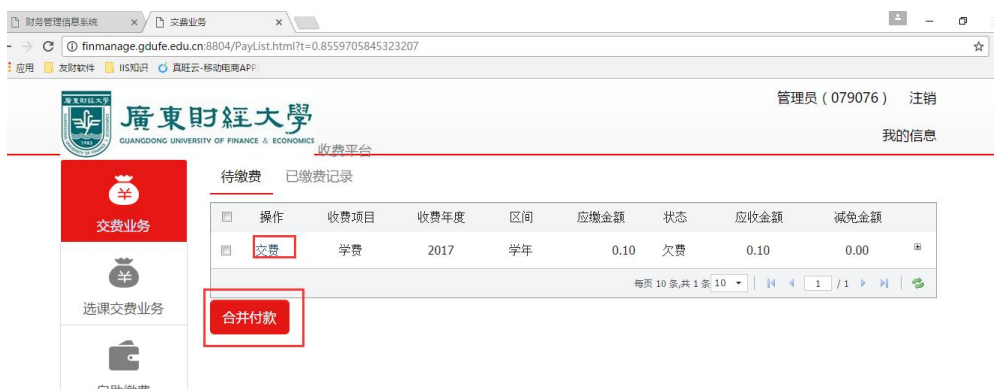 财务管理信息系统 交费业务
finmanage.gdufe.edu.cn:8804/PayList.html?t=0.8559705845323207
应用 友财软件 IIS知识 真旺云-移动电商APP
管理员（079076） 注销
廣東財經大學
GUANGDONG UNIVERSITY OF FINANCE & ECONOMICS
1983
收费平台
我的信息
交费业务
选课交费业务
待缴费 已缴费记录
操作 收费项目 收费年度 区间 应缴金额 状态 应收金额 减免金额
交费 学费 2017 学年 0.10 欠费 0.10 0.00
每页 10 条,共 1 条 10 1 / 1
合并付款